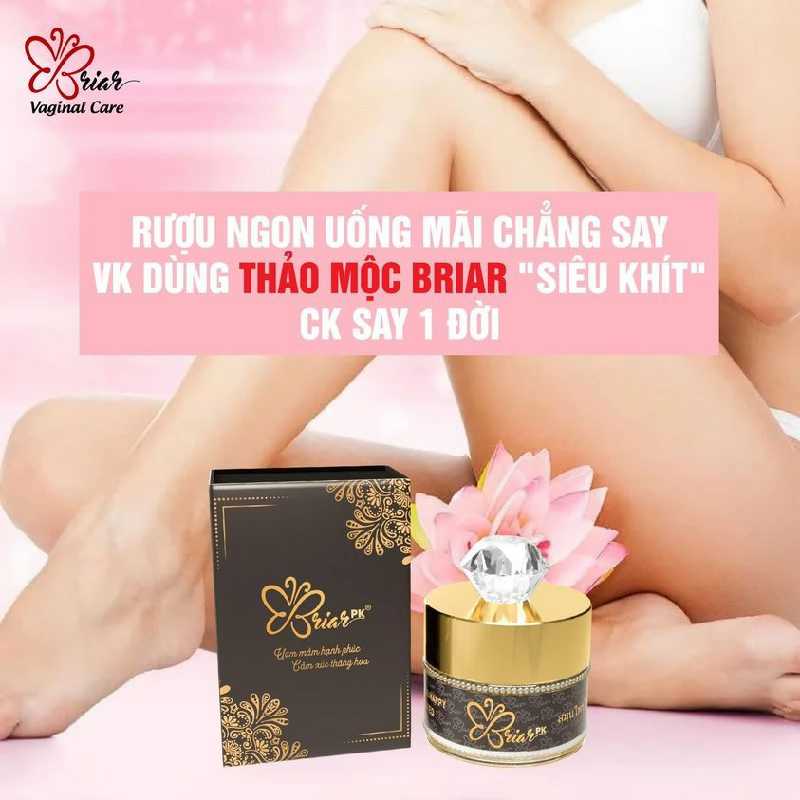 Briar
Vaginal Care
RƯỢU NGON UỐNG MÃI CHẲNG SAY
VK DÙNG THẢO MỘC BRIAR "SIÊU KHÍT"
CK SAY 1 ĐỜI
Briar PK®
Ươm mầm hạnh phúc
Cảm xúc thăng hoa
HAPPY
Briar PK